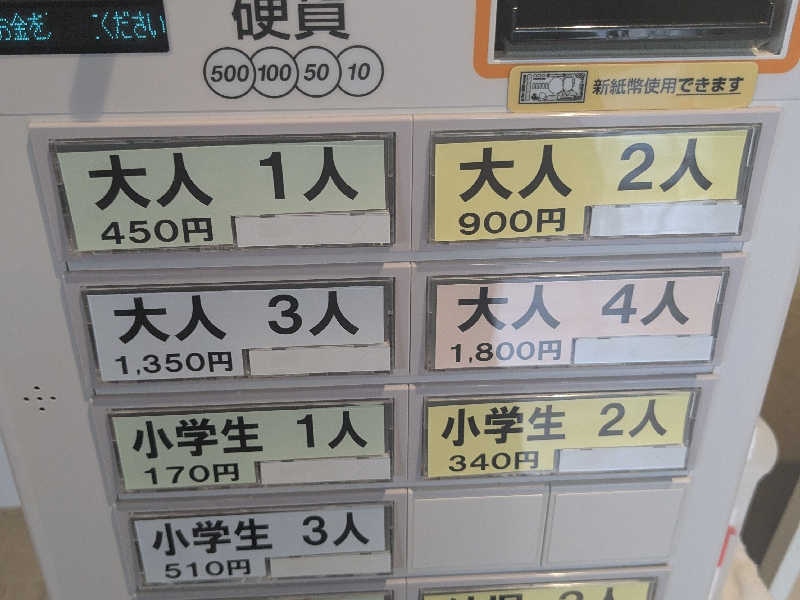 お金を ください
硬貨
500 100 50 10
新紙幣使用できます
大人 1人
450円
大人 2人
900円
大人 3人
1,350円
大人 4人
1,800円
小学生 1人
170円
小学生 2人
340円
小学生 3人
510円
2人